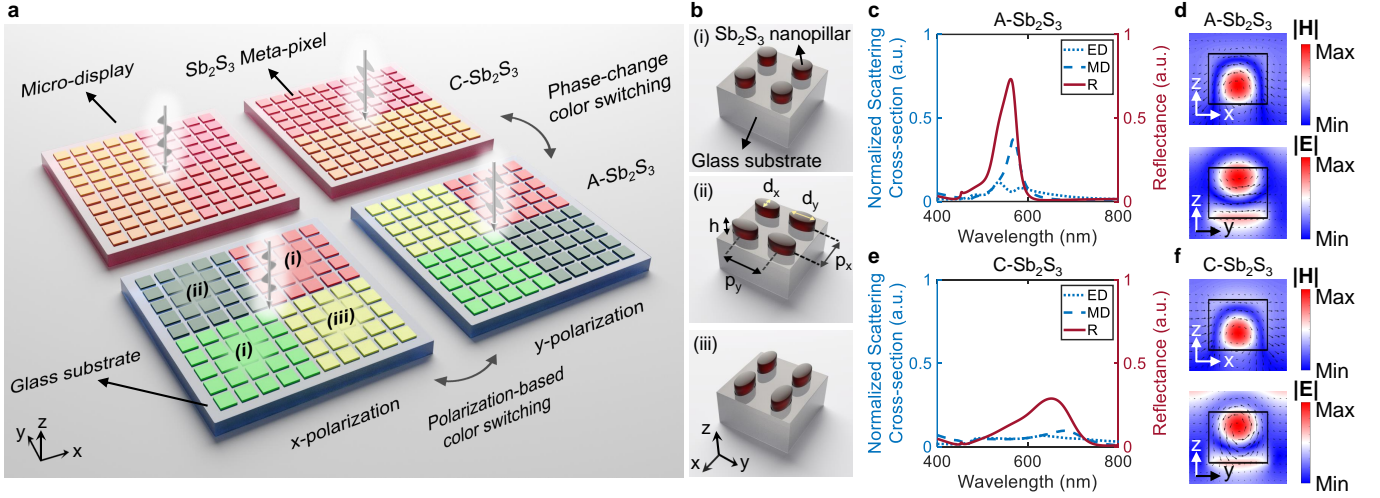 a
Micro-display
Sb₂S₃ Meta-pixel
C-Sb₂S₃
Phase-change
color switching
A-Sb₂S₃
(i)
(ii)
(iii)
(i)
Glass substrate
x-polarization
Polarization-based
color switching
y-polarization
z
y
x
b
(i)
Sb₂S₃ nanopillar
Glass substrate
(ii)
dₓ
d_y
h
pₓ
p_y
(iii)
z
x
y
c
A-Sb₂S₃
Normalized Scattering
Cross-section (a.u.)
1
0.5
0
400
600
800
Wavelength (nm)
ED
MD
R
1
0.5
0
Reflectance (a.u.)
d
A-Sb₂S₃
|H|
Max
Min
z
x
|E|
Max
Min
z
y
e
C-Sb₂S₃
Normalized Scattering
Cross-section (a.u.)
1
0.5
0
400
600
800
Wavelength (nm)
ED
MD
R
1
0.5
0
Reflectance (a.u.)
f
C-Sb₂S₃
|H|
Max
Min
z
x
|E|
Max
Min
z
y